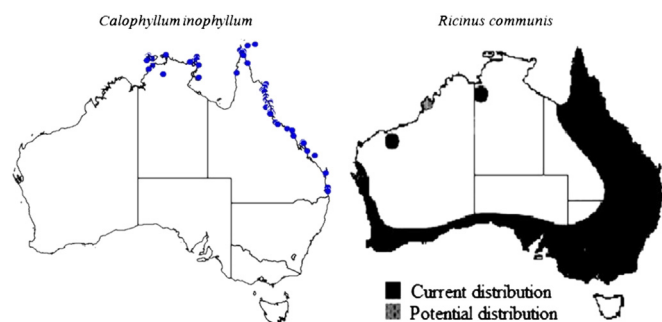 Calophyllum inophyllum
Ricinus communis
Current distribution
Potential distribution